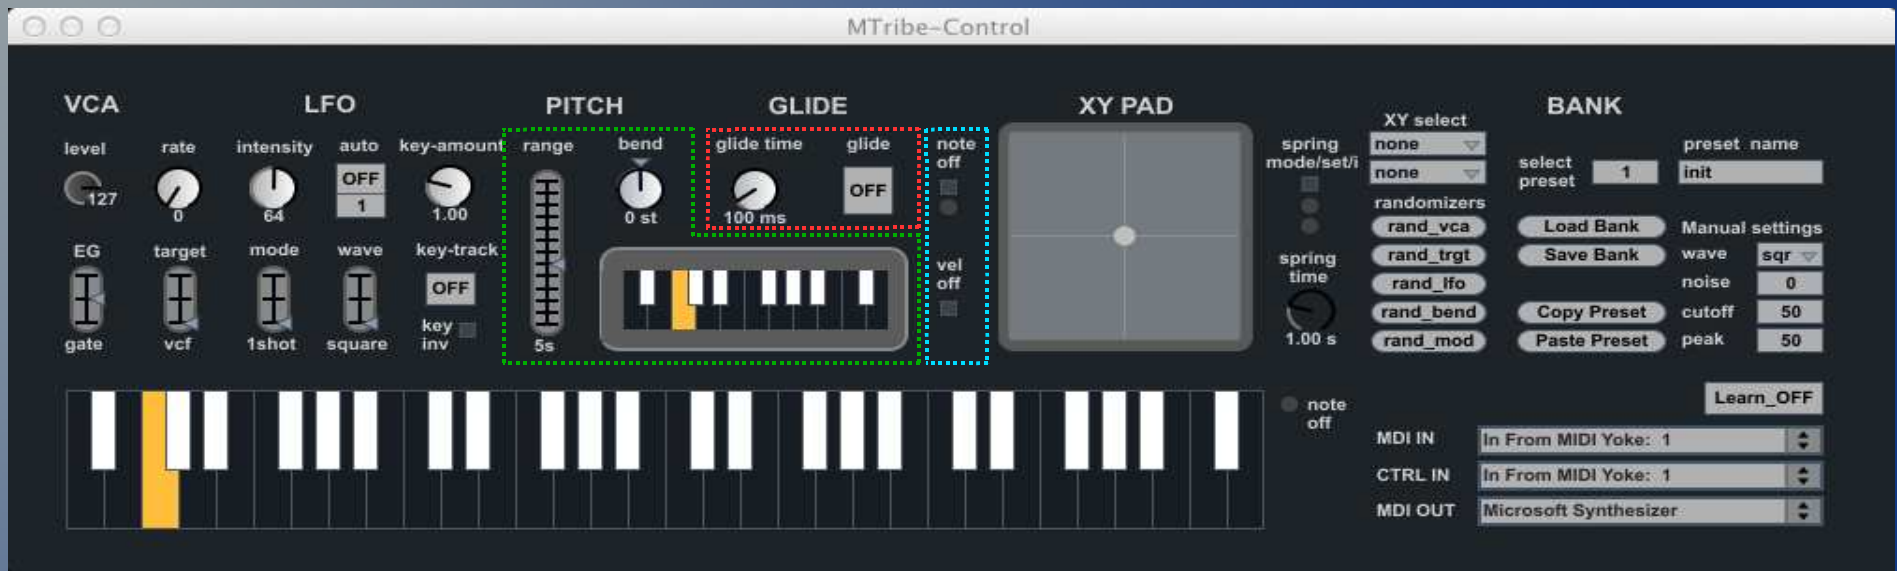 MTribe-Control
VCA
LFO
PITCH
GLIDE
XY PAD
BANK
level
127
rate
0
intensity
64
auto
OFF
1
key-amount
1.00
range
5s
bend
0 st
glide time
100 ms
glide
OFF
note
off
vel
off
EG
gate
target
vcf
mode
1shot
wave
square
key-track
OFF
key
inv
spring
mode/set/i
spring
time
1.00 s
XY select
none
none
randomizers
rand_vca
rand_trgt
rand_lfo
rand_bend
rand_mod
select
preset
1
preset name
init
Load Bank
Save Bank
Copy Preset
Paste Preset
Manual settings
wave
sqr
noise
0
cutoff
50
peak
50
note
off
Learn_OFF
MDI IN
In From MIDI Yoke: 1
CTRL IN
In From MIDI Yoke: 1
MDI OUT
Microsoft Synthesizer